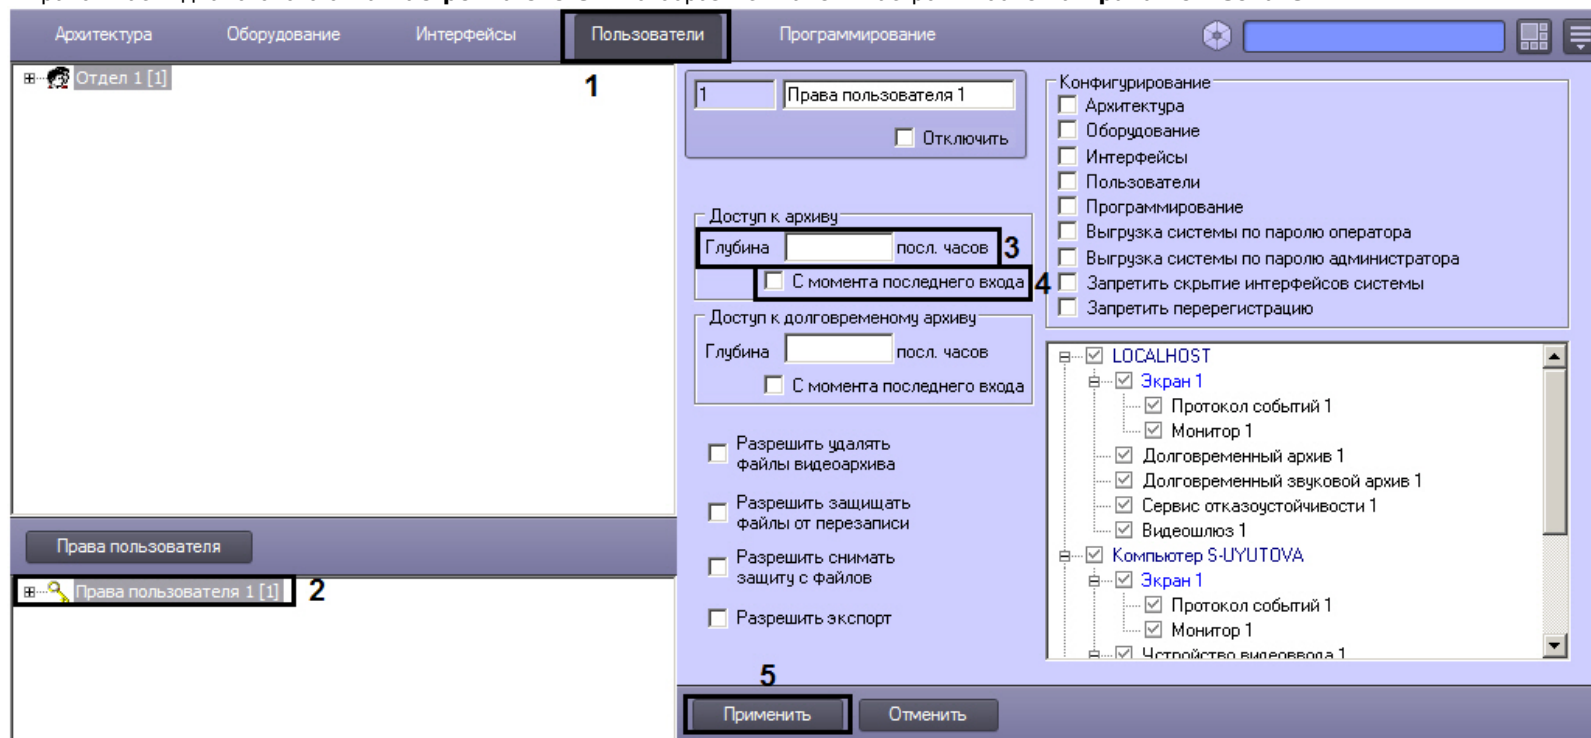 Архитектура Оборудование Интерфейсы Пользователи Программирование
1
Отдел 1 [1]
Права пользователя
Права пользователя 1 [1]
2
1 Права пользователя 1
Отключить
Доступ к архиву
Глубина посл. часов 3
С момента последнего входа 4
Доступ к долговременому архиву
Глубина посл. часов
С момента последнего входа
Разрешить удалять
файлы видеоархива
Разрешить защищать
файлы от перезаписи
Разрешить снимать
защиту с файлов
Разрешить экспорт
Конфигурирование
Архитектура
Оборудование
Интерфейсы
Пользователи
Программирование
Выгрузка системы по паролю оператора
Выгрузка системы по паролю администратора
Запретить скрытие интерфейсов системы
Запретить перерегистрацию
LOCALHOST
Экран 1
Протокол событий 1
Монитор 1
Долговременный архив 1
Долговременный звуковой архив 1
Сервис отказоустойчивости 1
Видеошлюз 1
Компьютер S-UYUTOVA
Экран 1
Протокол событий 1
Монитор 1
Устройство видеоввода 1
5
Применить Отменить